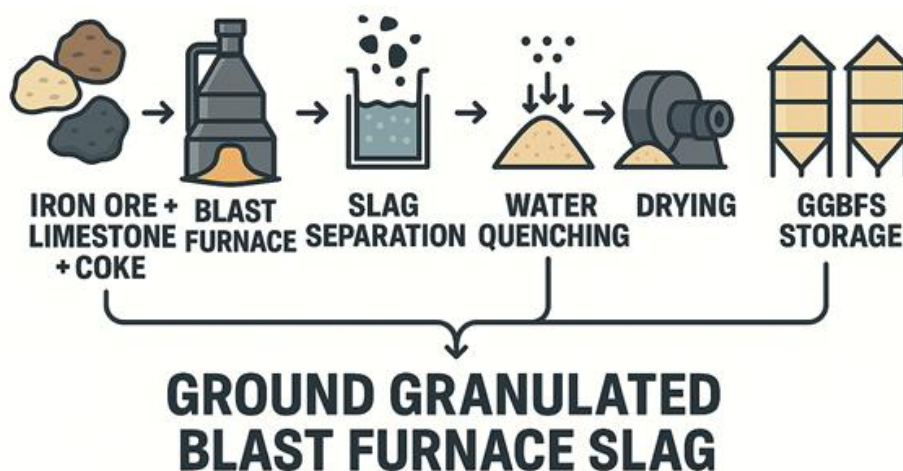 IRON ORE +
LIMESTONE
+ COKE
BLAST
FURNACE
SLAG
SEPARATION
WATER
QUENCHING
DRYING
GGBFS
STORAGE
GROUND GRANULATED
BLAST FURNACE SLAG